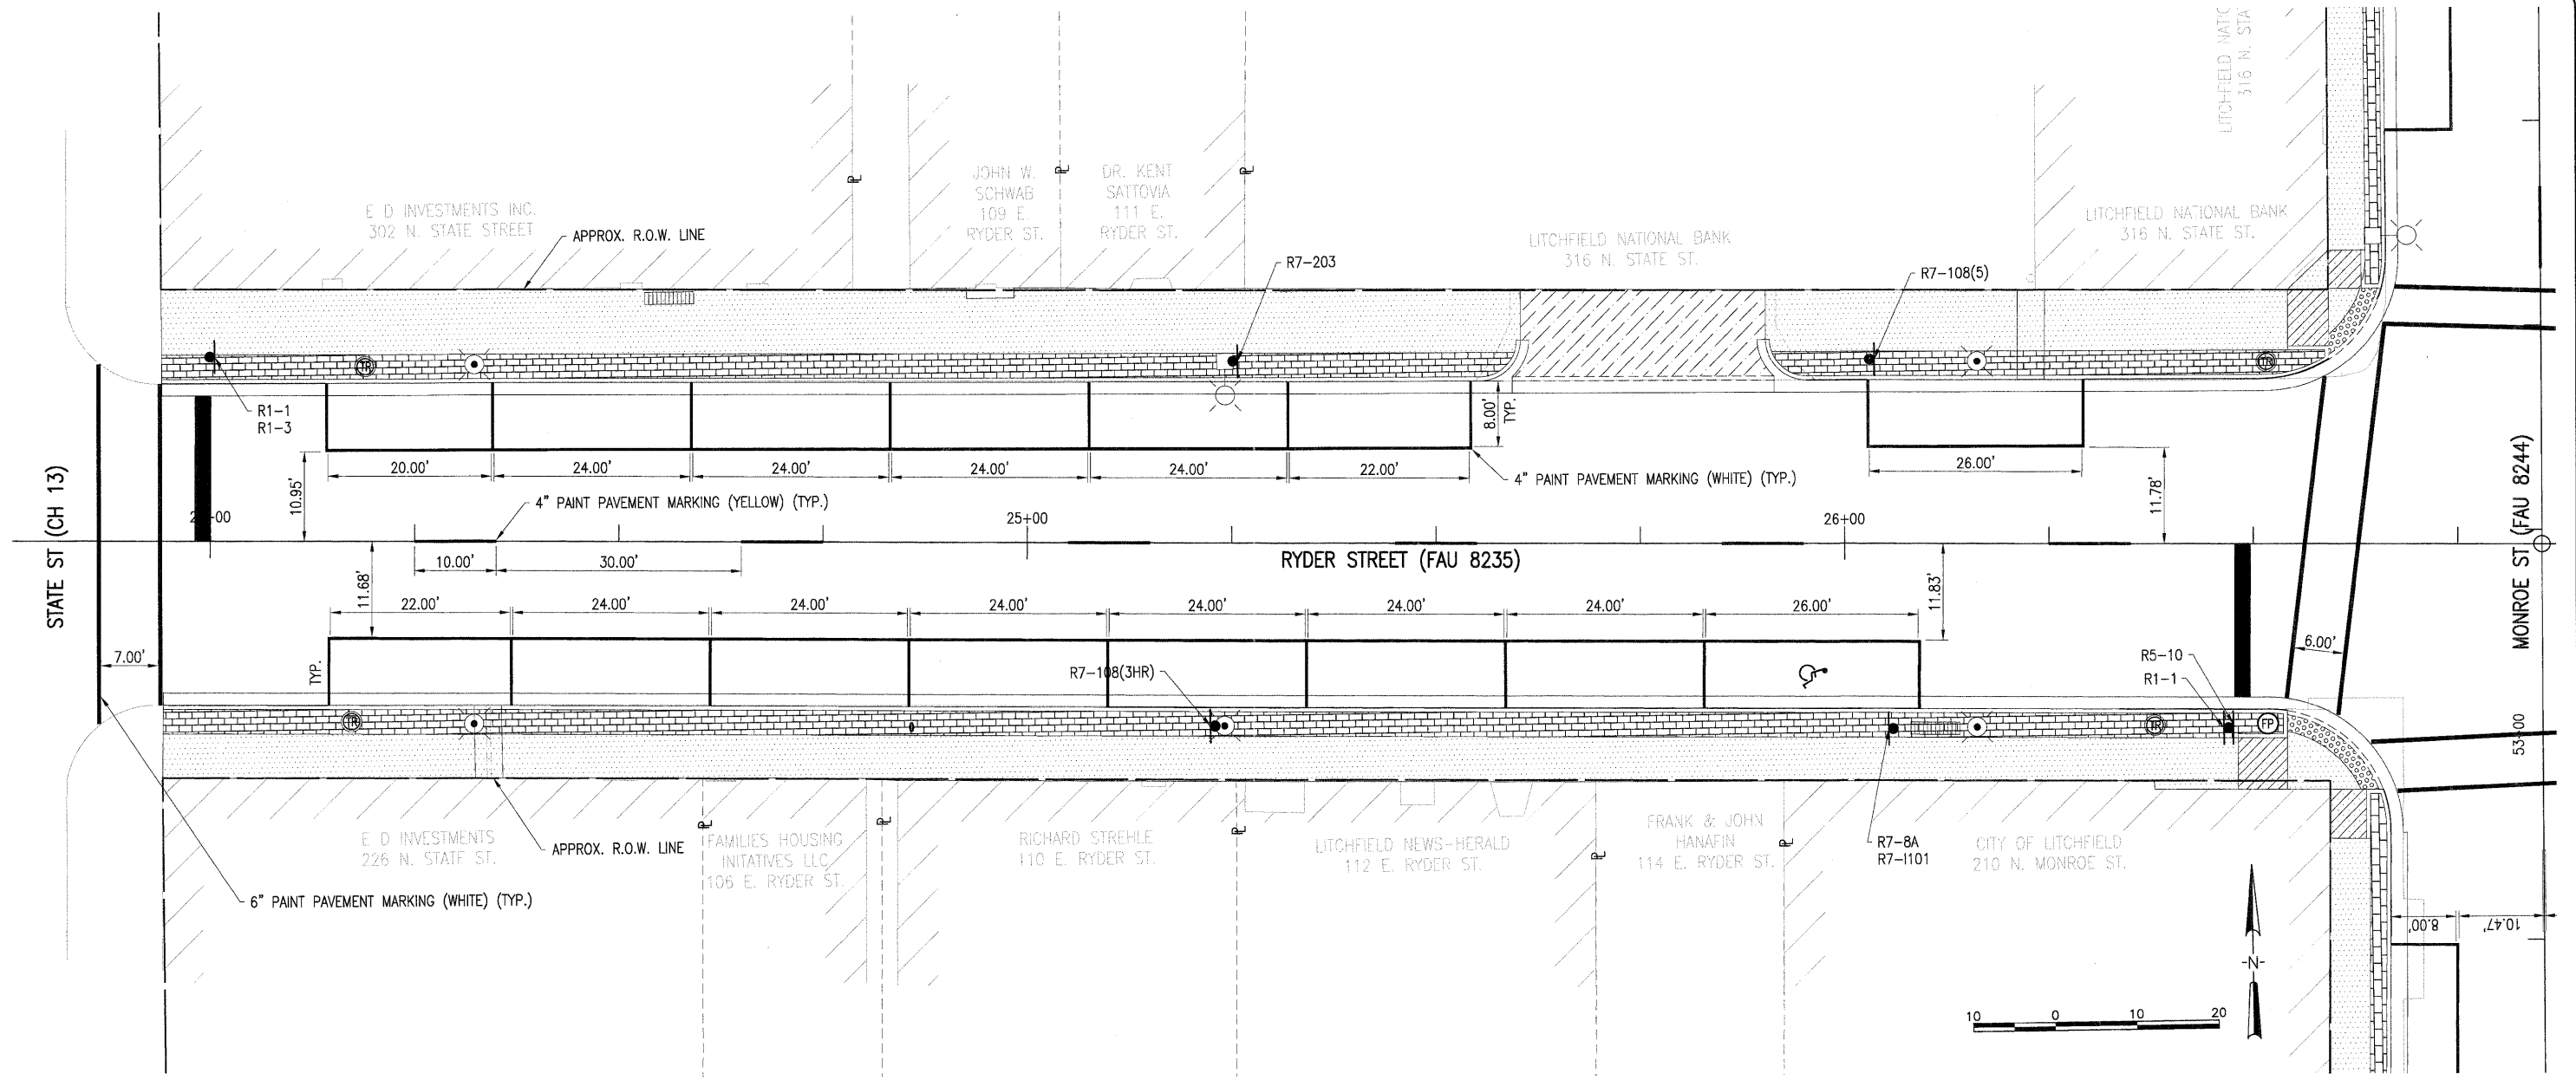 LITCHFIELD NATIO
316 N. STA
E D INVESTMENTS INC.
302 N. STATE STREET
APPROX. R.O.W. LINE
JOHN W.
SCHWAB
109 E.
RYDER ST.
DR. KENT
SATTOVIA
111 E.
RYDER ST.
LITCHFIELD NATIONAL BANK
316 N. STATE ST.
LITCHFIELD NATIONAL BANK
316 N. STATE ST.
R7-203
R7-108(5)
TR
TR
R1-1
R1-3
8.00'
TYP.
20.00'
24.00'
24.00'
24.00'
24.00'
22.00'
26.00'
4" PAINT PAVEMENT MARKING (WHITE) (TYP.)
10.95'
11.78'
4" PAINT PAVEMENT MARKING (YELLOW) (TYP.)
STATE ST (CH 13)
25+00
26+00
RYDER STREET (FAU 8235)
MONROE ST (FAU 8244)
10.00'
30.00'
11.68'
11.83'
22.00'
24.00'
24.00'
24.00'
24.00'
24.00'
24.00'
26.00'
7.00'
6.00'
TYP.
R7-108(3HR)
R5-10
R1-1
TR
TR
FP
53+00
E D INVESTMENTS
226 N. STATE ST.
APPROX. R.O.W. LINE
FAMILIES HOUSING
INITATIVES LLC
106 E. RYDER ST.
RICHARD STREHLE
110 E. RYDER ST.
LITCHFIELD NEWS-HERALD
112 E. RYDER ST.
FRANK & JOHN
HANAFIN
114 E. RYDER ST.
R7-8A
R7-I101
CITY OF LITCHFIELD
210 N. MONROE ST.
6" PAINT PAVEMENT MARKING (WHITE) (TYP.)
8.00'
10.47'
-N-
10 0 10 20